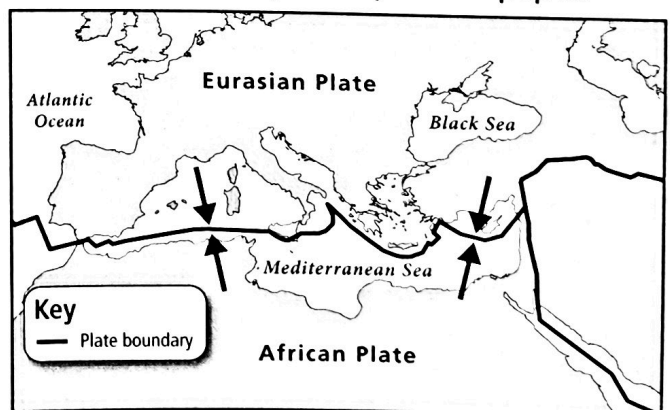 Eurasian Plate
Atlantic
Ocean
Black Sea
Mediterranean Sea
Key
Plate boundary
African Plate